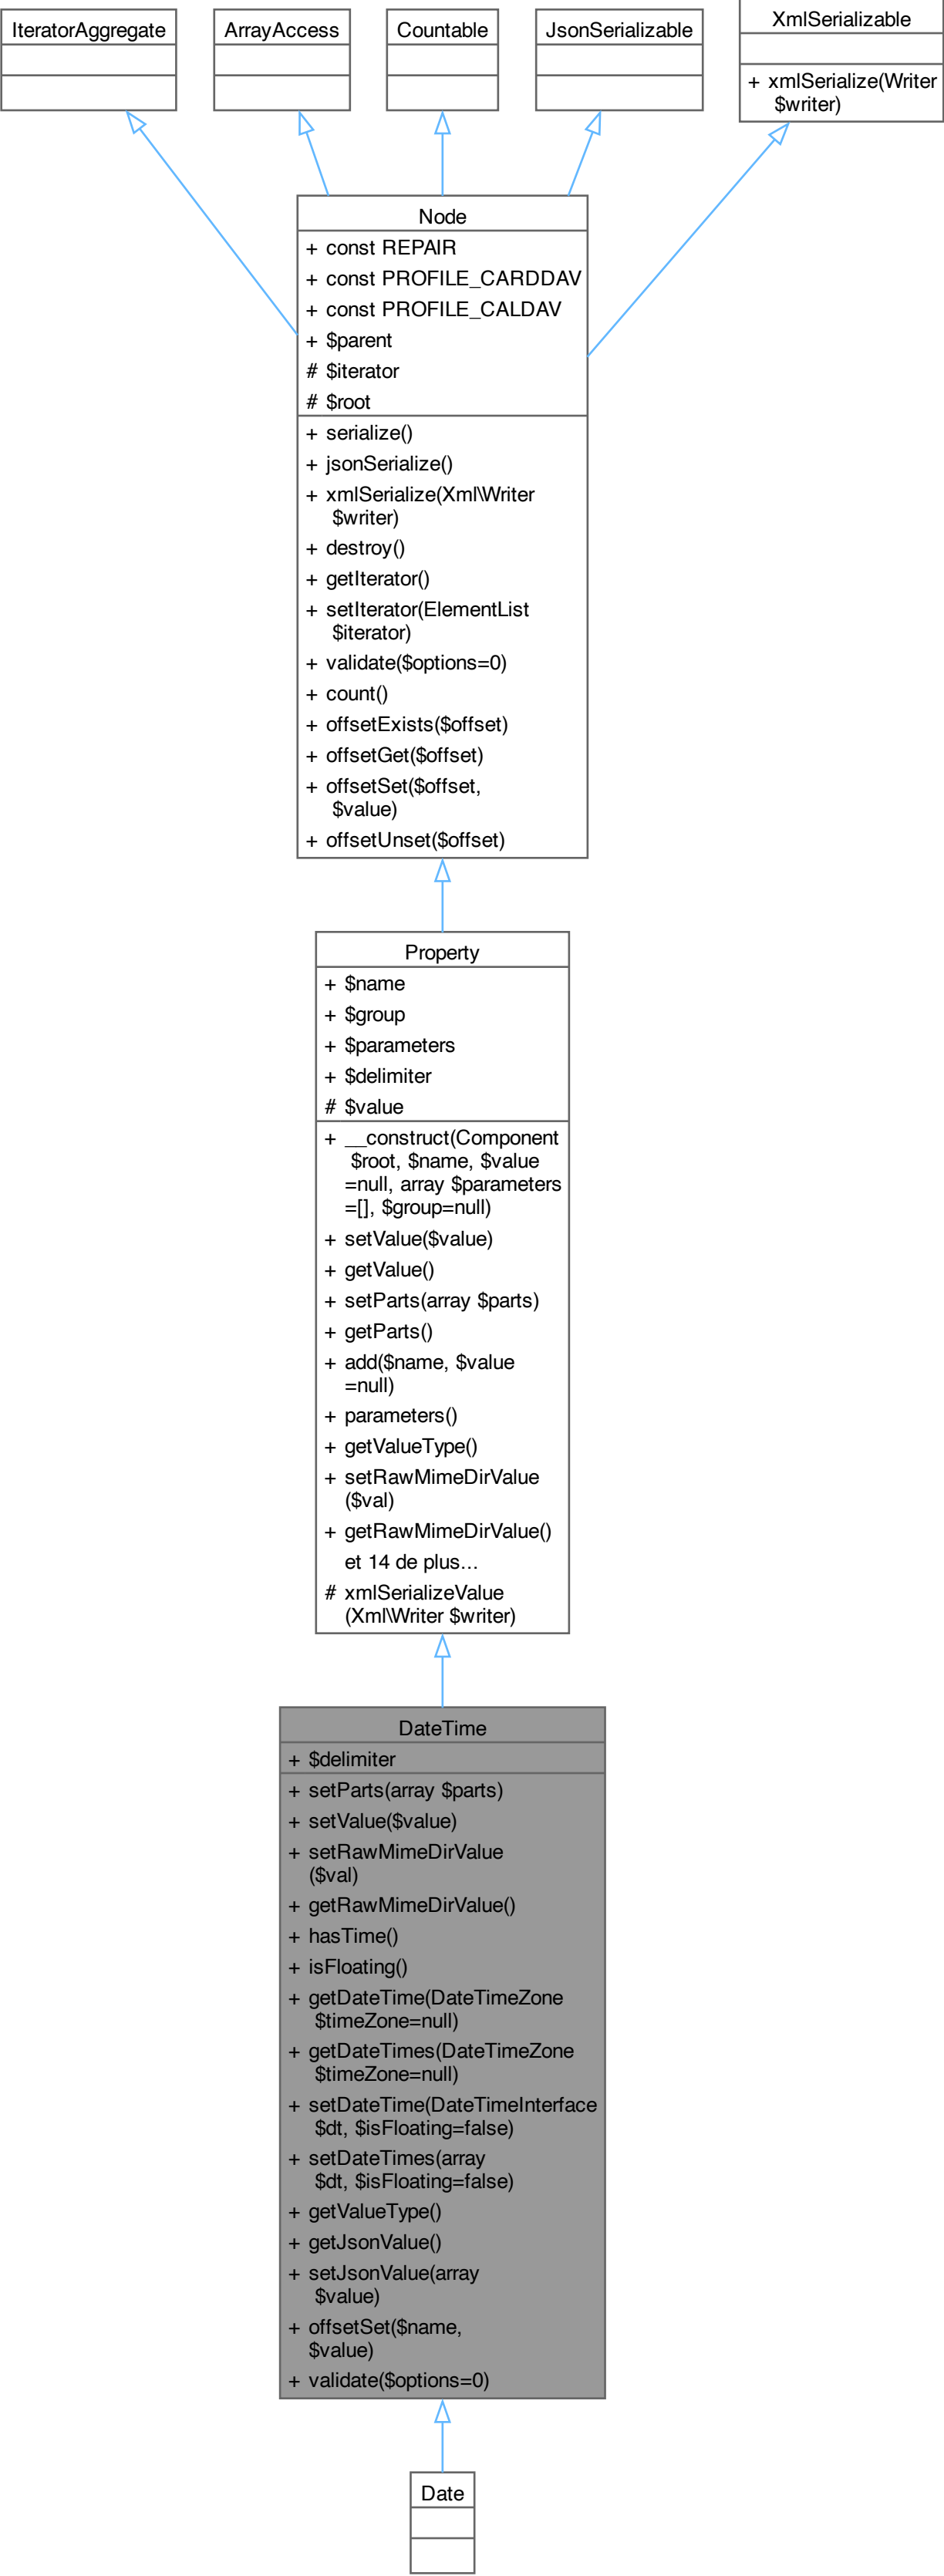 IteratorAggregate
ArrayAccess
Countable
JsonSerializable
XmlSerializable
+ xmlSerialize(Writer
$writer)
Node
+ const REPAIR
+ const PROFILE_CARDDAV
+ const PROFILE_CALDAV
+ $parent
# $iterator
# $root
+ serialize()
+ jsonSerialize()
+ xmlSerialize(Xml\Writer
$writer)
+ destroy()
+ getIterator()
+ setIterator(ElementList
$iterator)
+ validate($options=0)
+ count()
+ offsetExists($offset)
+ offsetGet($offset)
+ offsetSet($offset,
$value)
+ offsetUnset($offset)
Property
+ $name
+ $group
+ $parameters
+ $delimiter
# $value
+ __construct(Component
$root, $name, $value
=null, array $parameters
=[], $group=null)
+ setValue($value)
+ getValue()
+ setParts(array $parts)
+ getParts()
+ add($name, $value
=null)
+ parameters()
+ getValueType()
+ setRawMimeDirValue
($val)
+ getRawMimeDirValue()
et 14 de plus...
# xmlSerializeValue
(Xml\Writer $writer)
DateTime
+ $delimiter
+ setParts(array $parts)
+ setValue($value)
+ setRawMimeDirValue
($val)
+ getRawMimeDirValue()
+ hasTime()
+ isFloating()
+ getDateTime(DateTimeZone
$timeZone=null)
+ getDateTimes(DateTimeZone
$timeZone=null)
+ setDateTime(DateTimeInterface
$dt, $isFloating=false)
+ setDateTimes(array
$dt, $isFloating=false)
+ getValueType()
+ getJsonValue()
+ setJsonValue(array
$value)
+ offsetSet($name,
$value)
+ validate($options=0)
Date